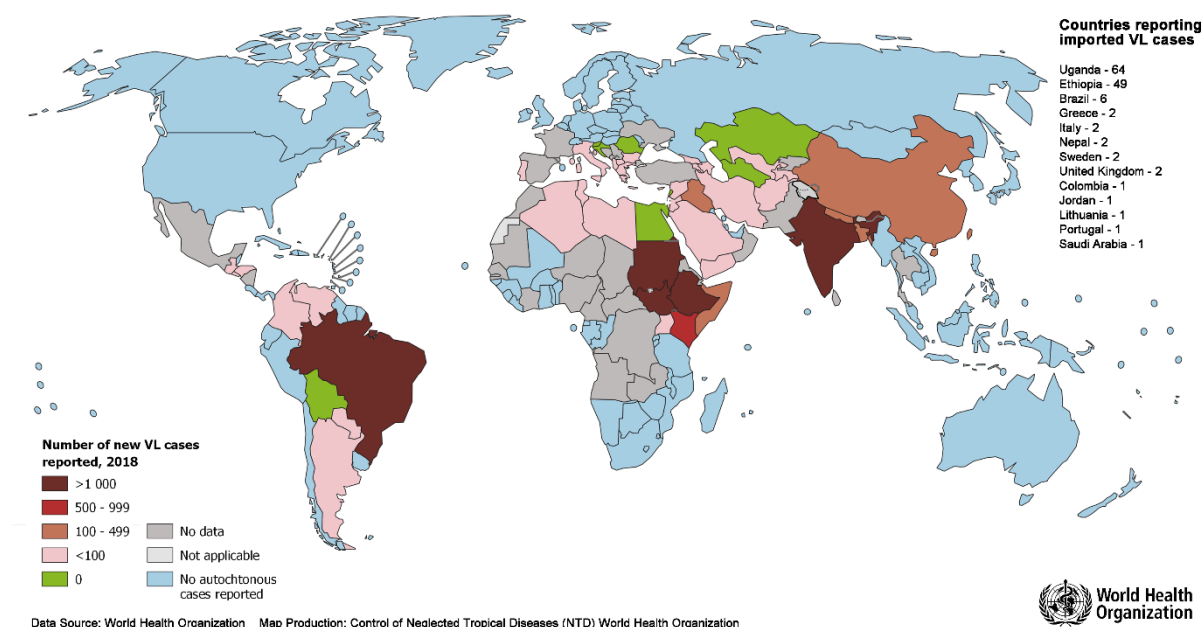 Countries reporting
imported VL cases
Uganda - 64
Ethiopia - 49
Brazil - 6
Greece - 2
Italy - 2
Nepal - 2
Sweden - 2
United Kingdom - 2
Colombia - 1
Jordan - 1
Lithuania - 1
Portugal - 1
Saudi Arabia - 1
Number of new VL cases
reported, 2018
>1 000
500 - 999
100 - 499
<100
0
No data
Not applicable
No autochtonous
cases reported
World Health
Organization
Data Source: World Health Organization Map Production: Control of Neglected Tropical Diseases (NTD) World Health Organization